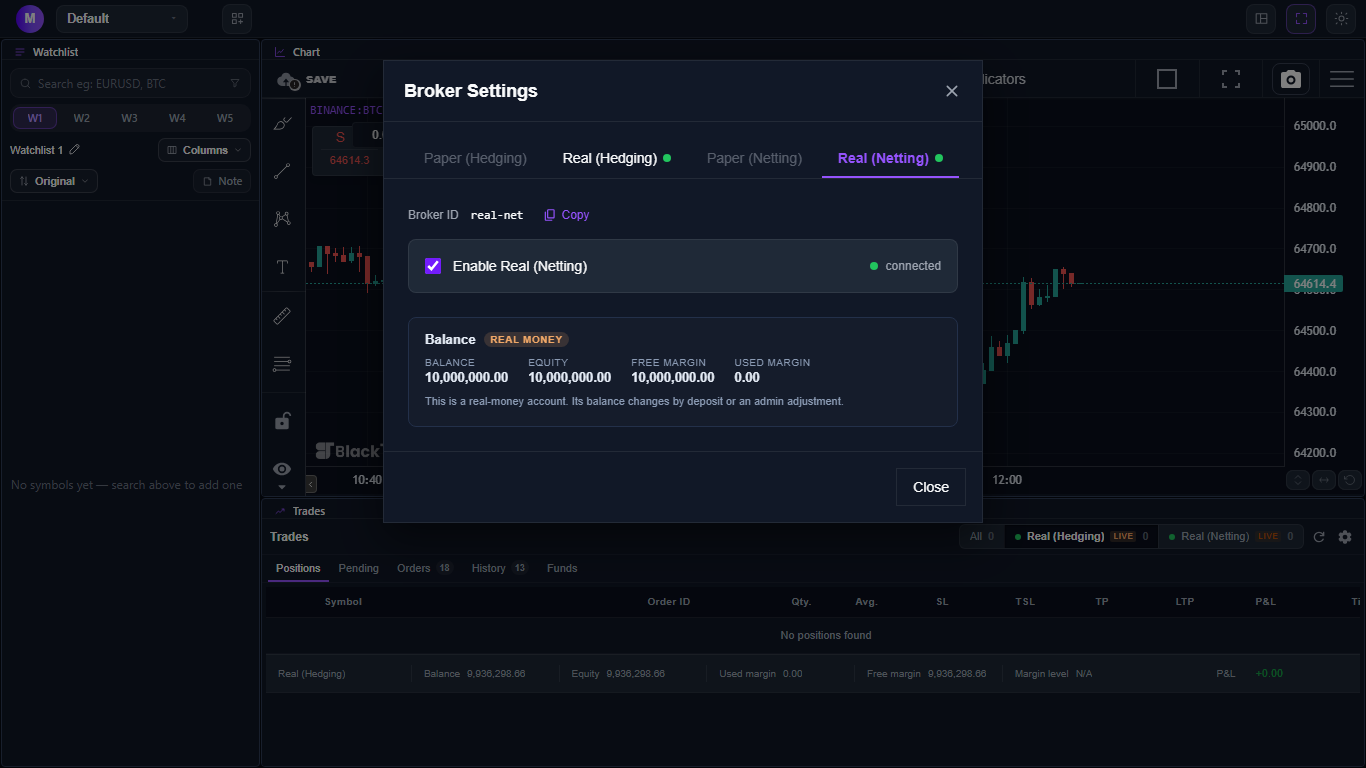 M
Default
Watchlist
Chart
Search eg: EURUSD, BTC
SAVE
W1 W2 W3 W4 W5
BINANCE:BTC
Watchlist 1
Columns
S
0.
64614.3
Original
Note
No symbols yet — search above to add one
Broker Settings
Paper (Hedging) Real (Hedging) Paper (Netting) Real (Netting)
Broker ID real-net Copy
Enable Real (Netting) connected
Balance REAL MONEY
BALANCE EQUITY FREE MARGIN USED MARGIN
10,000,000.00 10,000,000.00 10,000,000.00 0.00
This is a real-money account. Its balance changes by deposit or an admin adjustment.
Close
dicators
65000.0
64900.0
64800.0
64700.0
64614.4
64500.0
64400.0
64300.0
64200.0
Black
10:40
12:00
Trades
Trades
All 0 Real (Hedging) LIVE 0 Real (Netting) LIVE 0
Positions Pending Orders 18 History 13 Funds
Symbol Order ID Qty. Avg. SL TSL TP LTP P&L Ti
No positions found
Real (Hedging) Balance 9,936,298.66 Equity 9,936,298.66 Used margin 0.00 Free margin 9,936,298.66 Margin level N/A P&L +0.00